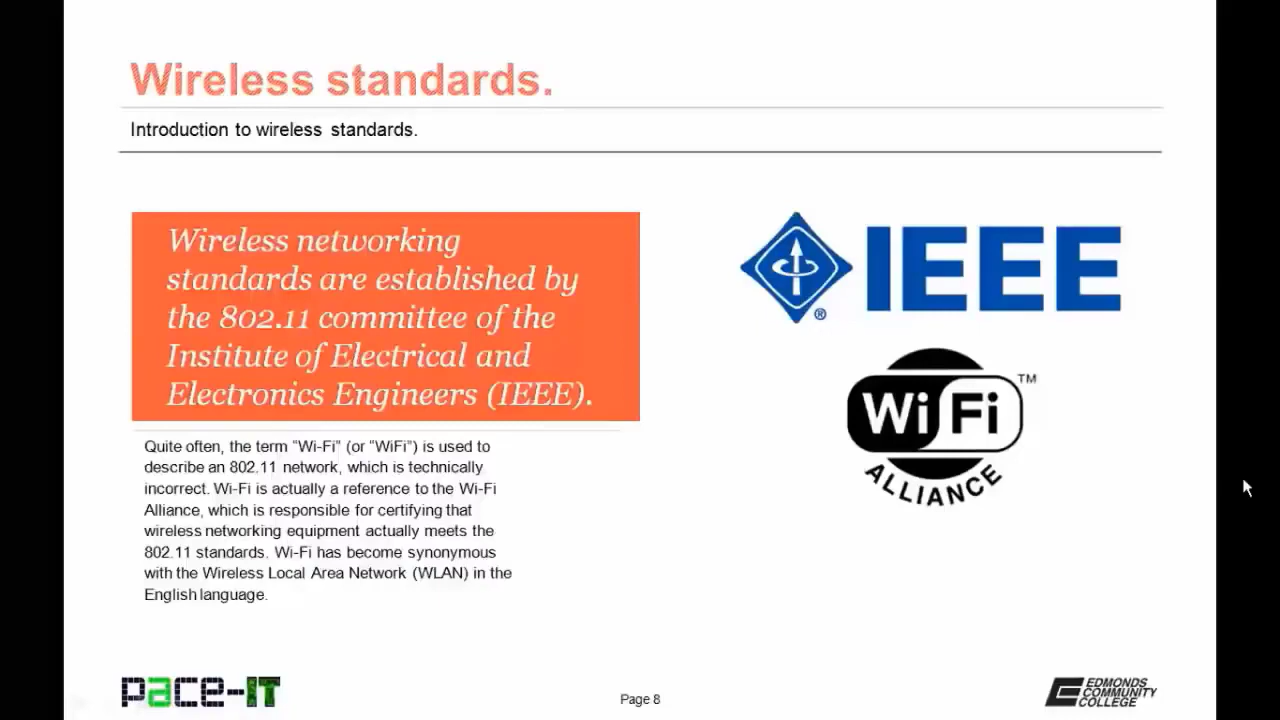 Wireless standards.
Introduction to wireless standards.
Wireless networking
standards are established by
the 802.11 committee of the
Institute of Electrical and
Electronics Engineers (IEEE).
Quite often, the term "Wi-Fi" (or "WiFi") is used to
describe an 802.11 network, which is technically
incorrect. Wi-Fi is actually a reference to the Wi-Fi
Alliance, which is responsible for certifying that
wireless networking equipment actually meets the
802.11 standards. Wi-Fi has become synonymous
with the Wireless Local Area Network (WLAN) in the
English language.
IEEE
®
Wi Fi
TM
ALLIANCE
pace-IT
Page 8
EDMONDS
COMMUNITY
COLLEGE